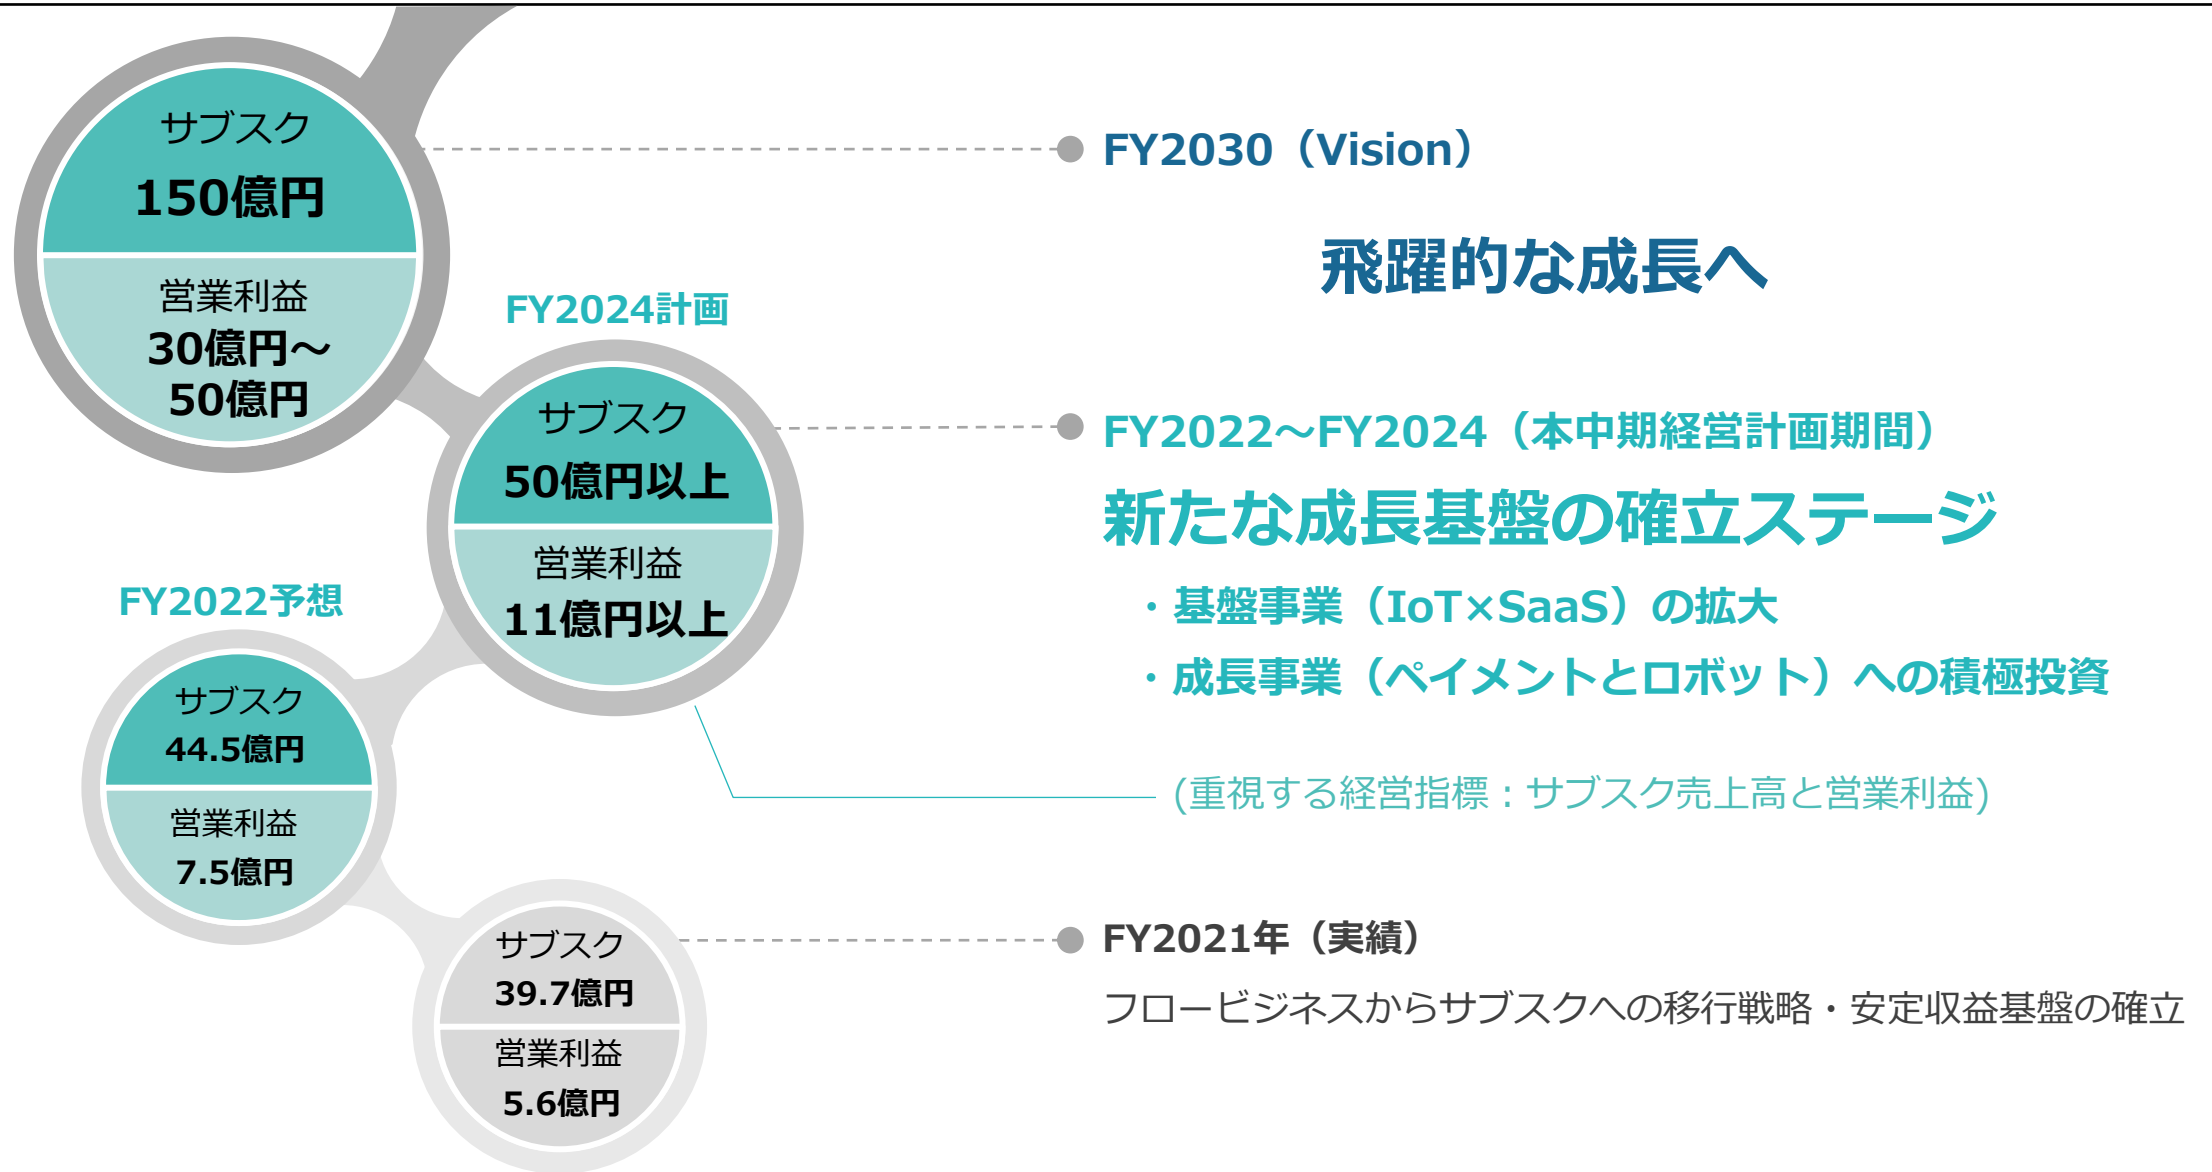 サブスク
150億円
営業利益
30億円～
50億円
FY2030（Vision）
飛躍的な成長へ
FY2024計画
サブスク
50億円以上
営業利益
11億円以上
FY2022～FY2024（本中期経営計画期間）
新たな成長基盤の確立ステージ
・基盤事業（IoT×SaaS）の拡大
・成長事業（ペイメントとロボット）への積極投資
(重視する経営指標：サブスク売上高と営業利益)
FY2022予想
サブスク
44.5億円
営業利益
7.5億円
サブスク
39.7億円
営業利益
5.6億円
FY2021年（実績）
フロービジネスからサブスクへの移行戦略・安定収益基盤の確立